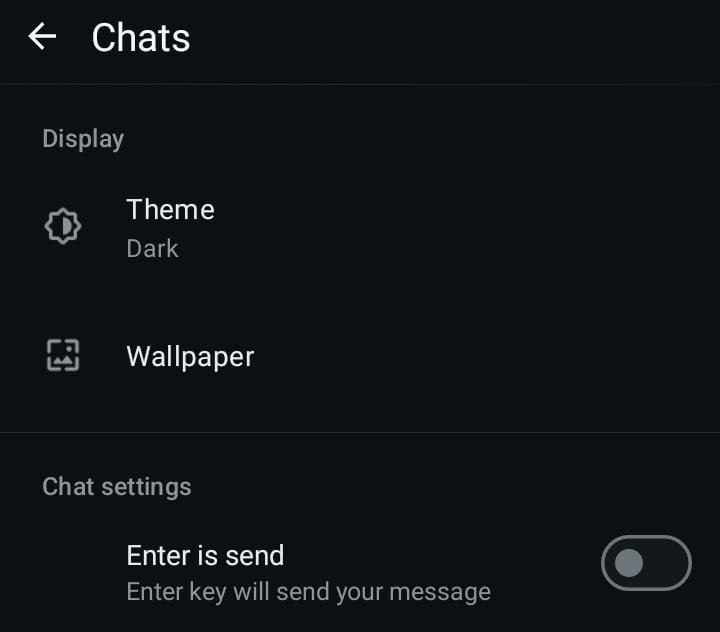 Chats
Display
Theme
Dark
Wallpaper
Chat settings
Enter is send
Enter key will send your message